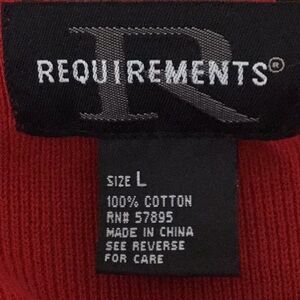 R
REQUIREMENTS®
SIZE L
100% COTTON
RN# 57895
MADE IN CHINA
SEE REVERSE
FOR CARE